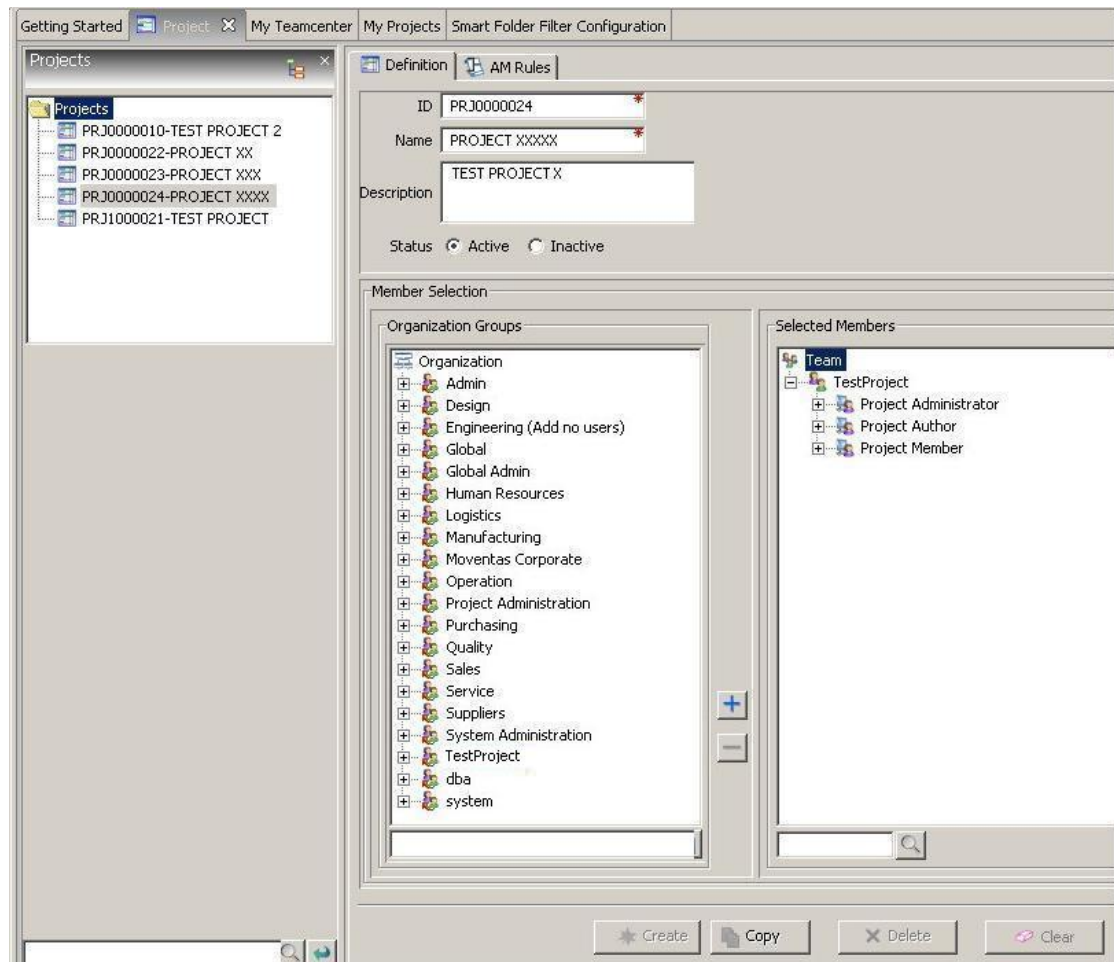 Getting Started Project My Teamcenter My Projects Smart Folder Filter Configuration
Projects
Projects
PRJ0000010-TEST PROJECT 2
PRJ0000022-PROJECT XX
PRJ0000023-PROJECT XXX
PRJ0000024-PROJECT XXXX
PRJ1000021-TEST PROJECT
Definition AM Rules
ID PRJ0000024 *
Name PROJECT XXXXX *
Description TEST PROJECT X
Status Active Inactive
Member Selection
Organization Groups
Organization
Admin
Design
Engineering (Add no users)
Global
Global Admin
Human Resources
Logistics
Manufacturing
Moventas Corporate
Operation
Project Administration
Purchasing
Quality
Sales
Service
Suppliers
System Administration
TestProject
dba
system
Selected Members
Team
TestProject
Project Administrator
Project Author
Project Member
Create Copy Delete Clear